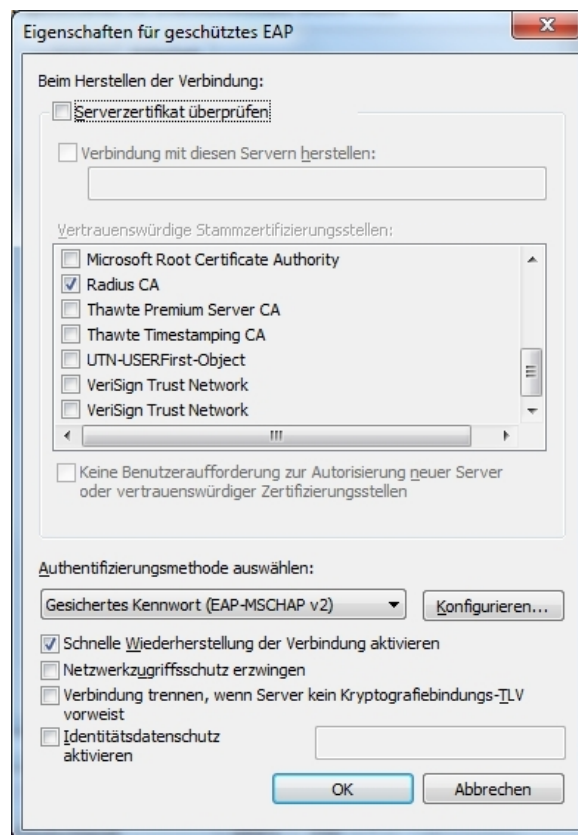 Eigenschaften für geschütztes EAP
Beim Herstellen der Verbindung:
Serverzertifikat überprüfen
Verbindung mit diesen Servern herstellen:
Vertrauenswürdige Stammzertifizierungsstellen:
Microsoft Root Certificate Authority
Radius CA
Thawte Premium Server CA
Thawte Timestamping CA
UTN-USERFirst-Object
VeriSign Trust Network
VeriSign Trust Network
Keine Benutzeraufforderung zur Autorisierung neuer Server
oder vertrauenswürdiger Zertifizierungsstellen
Authentifizierungsmethode auswählen:
Gesichertes Kennwort (EAP-MSCHAP v2)
Konfigurieren...
Schnelle Wiederherstellung der Verbindung aktivieren
Netzwerkzugriffsschutz erzwingen
Verbindung trennen, wenn Server kein Kryptografiebindungs-TLV
vorweist
Identitätsdatenschutz
aktivieren
OK
Abbrechen